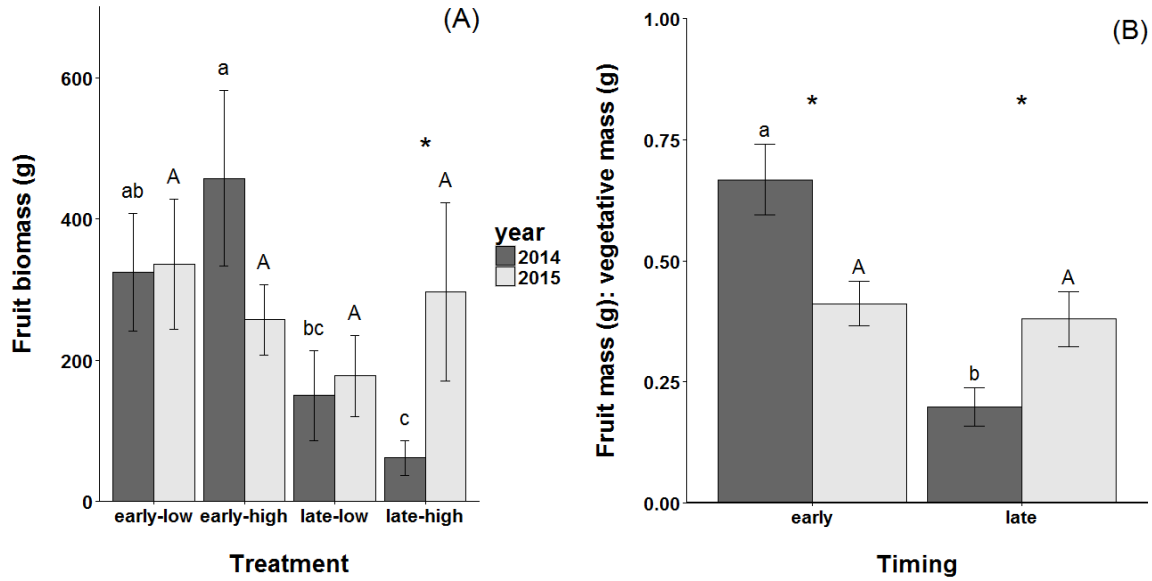 (A)
Fruit biomass (g)
600
400
200
0
a
ab
A
A
bc
A
c
*
A
early-low
early-high
late-low
late-high
Treatment
year
2014
2015
(B)
Fruit mass (g): vegetative mass (g)
1.00
0.75
0.50
0.25
0.00
*
*
a
A
b
A
early
late
Timing